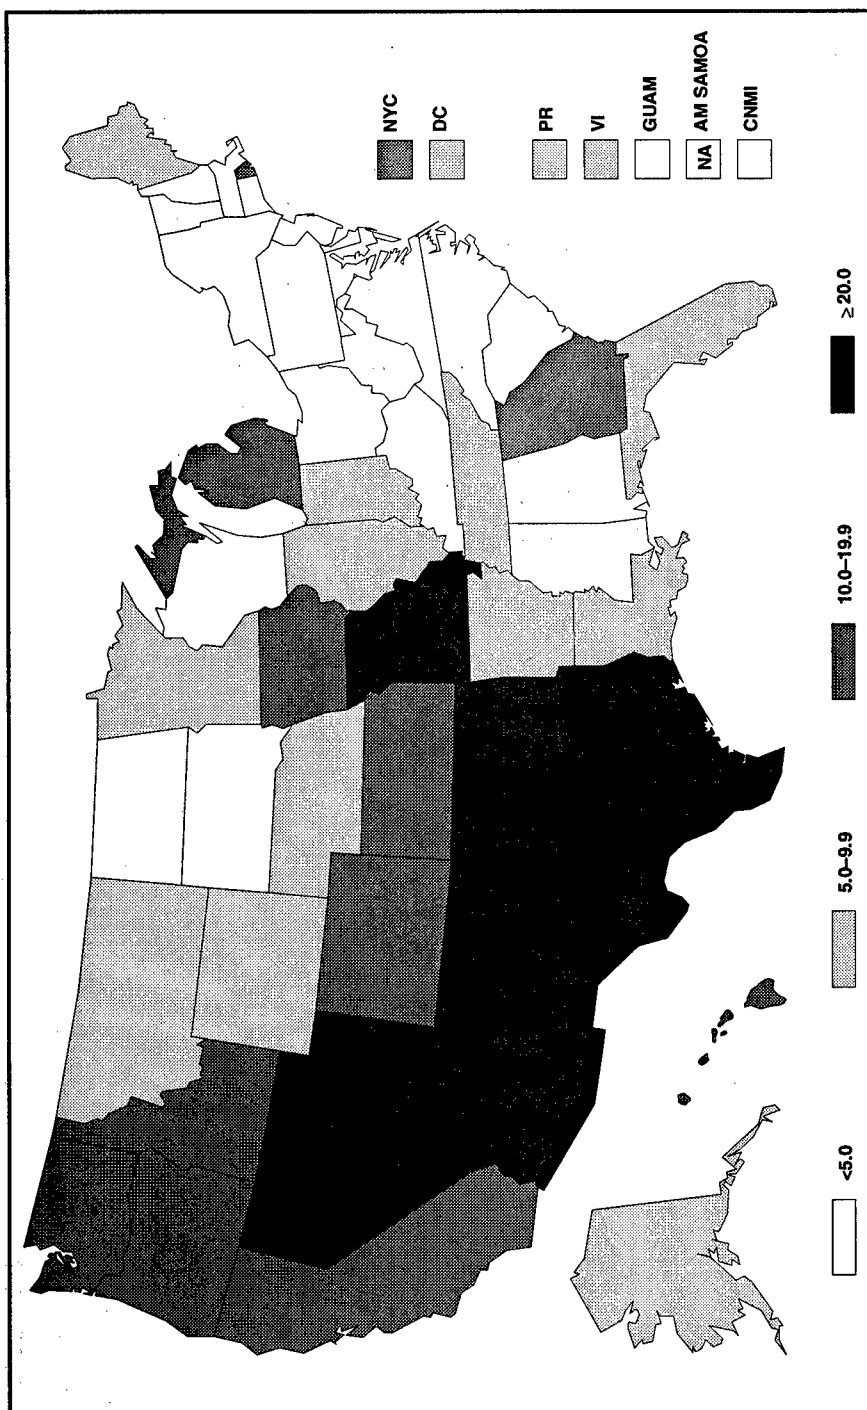 NYC
DC
PR
VI
GUAM
NA AM SAMOA
CNMI
<5.0
5.0–9.9
10.0–19.9
≥20.0